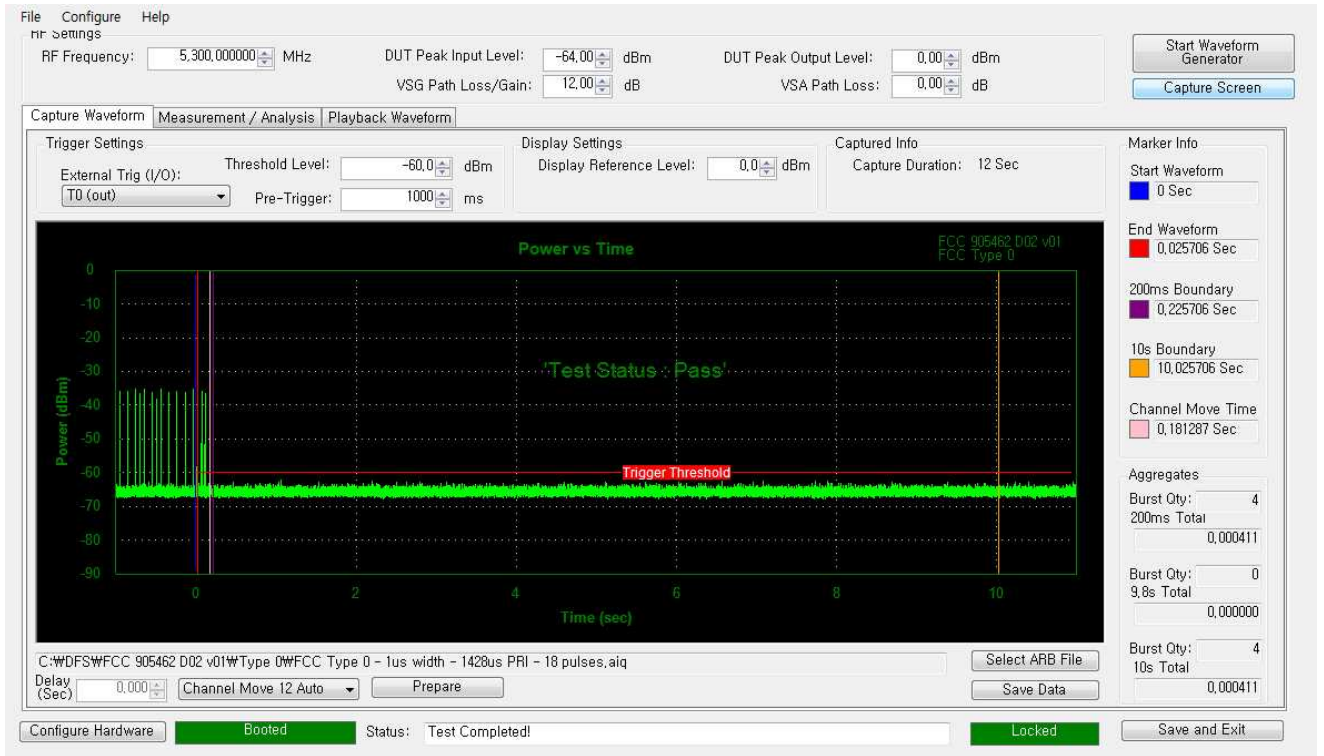 File Configure Help
RF Settings
RF Frequency: 5,300,000000 MHz DUT Peak Input Level: -64,00 dBm DUT Peak Output Level: 0,00 dBm
VSG Path Loss/Gain: 12,00 dB VSA Path Loss: 0,00 dB
Start Waveform
Generator
Capture Screen
Capture Waveform Measurement / Analysis Playback Waveform
Trigger Settings
External Trig (I/O):
T0 (out)
Threshold Level: -60,0 dBm
Pre-Trigger: 1000 ms
Display Settings
Display Reference Level: 0,0 dBm
Captured Info
Capture Duration: 12 Sec
Power vs Time
FCC 905462 D02 v01
FCC Type 0
'Test Status : Pass'
Trigger Threshold
Power (dBm)
0
-10
-20
-30
-40
-50
-60
-70
-80
-90
0 2 4 6 8 10
Time (sec)
Marker Info
Start Waveform
0 Sec
End Waveform
0,025706 Sec
200ms Boundary
0,225706 Sec
10s Boundary
10,025706 Sec
Channel Move Time
0,181287 Sec
Aggregates
Burst Qty: 4
200ms Total
0,000411
Burst Qty: 0
9,8s Total
0,000000
Burst Qty: 4
10s Total
0,000411
C:₩DFS₩FCC 905462 D02 v01₩Type 0₩FCC Type 0 - 1us width - 1428us PRI - 18 pulses,aiq
Select ARB File
Delay
(Sec) 0,000 Channel Move 12 Auto Prepare Save Data
Configure Hardware Booted Status: Test Completed! Locked Save and Exit